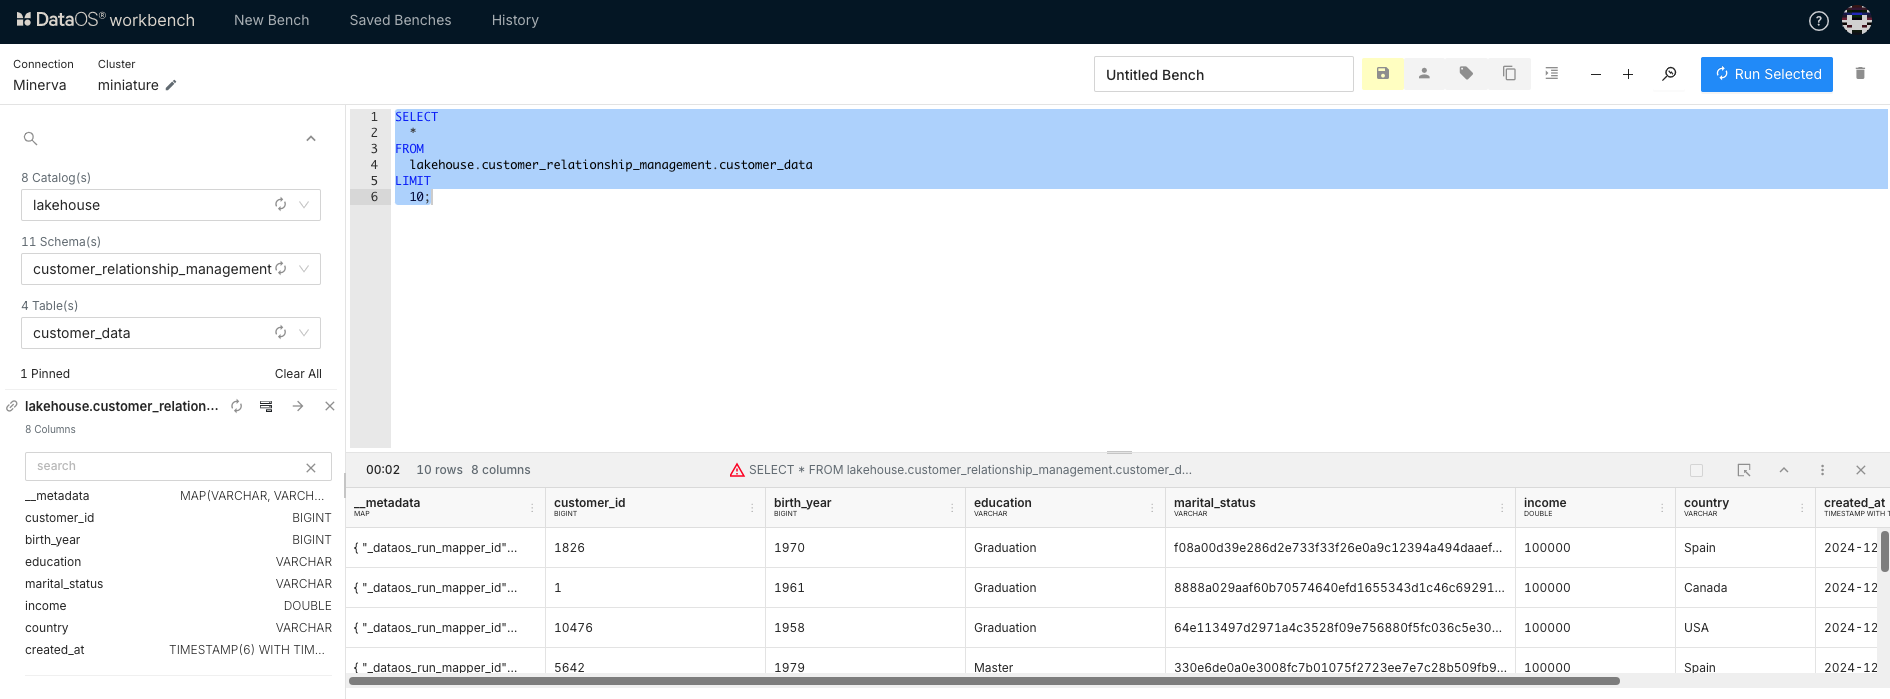 DataOS® workbench New Bench Saved Benches History ?
Connection Cluster
Minerva miniature Untitled Bench Run Selected
8 Catalog(s)
lakehouse
11 Schema(s)
customer_relationship_management
4 Table(s)
customer_data
1 Pinned Clear All
lakehouse.customer_relation...
8 Columns
search
__metadata MAP(VARCHAR, VARCH...
customer_id BIGINT
birth_year BIGINT
education VARCHAR
marital_status VARCHAR
income DOUBLE
country VARCHAR
created_at TIMESTAMP(6) WITH TIM...
1 SELECT
2 *
3 FROM
4 lakehouse.customer_relationship_management.customer_data
5 LIMIT
6 10;
00:02 10 rows 8 columns SELECT * FROM lakehouse.customer_relationship_management.customer_d...
__metadata customer_id birth_year education marital_status income country created_at
MAP BIGINT BIGINT VARCHAR VARCHAR DOUBLE VARCHAR TIMESTAMP WITH T
{ "_dataos_run_mapper_id"... 1826 1970 Graduation f08a00d39e286d2e733f33f26e0a9c12394a494daaef... 100000 Spain 2024-12
{ "_dataos_run_mapper_id"... 1 1961 Graduation 8888a029aaf60b70574640efd1655343d1c46c69291... 100000 Canada 2024-12
{ "_dataos_run_mapper_id"... 10476 1958 Graduation 64e113497d2971a4c3528f09e756880f5fc036c5e30... 100000 USA 2024-12
{ "_dataos_run_mapper_id"... 5642 1979 Master 330e6de0a0e3008fc7b01075f2723ee7e7c28b509fb9... 100000 Spain 2024-12